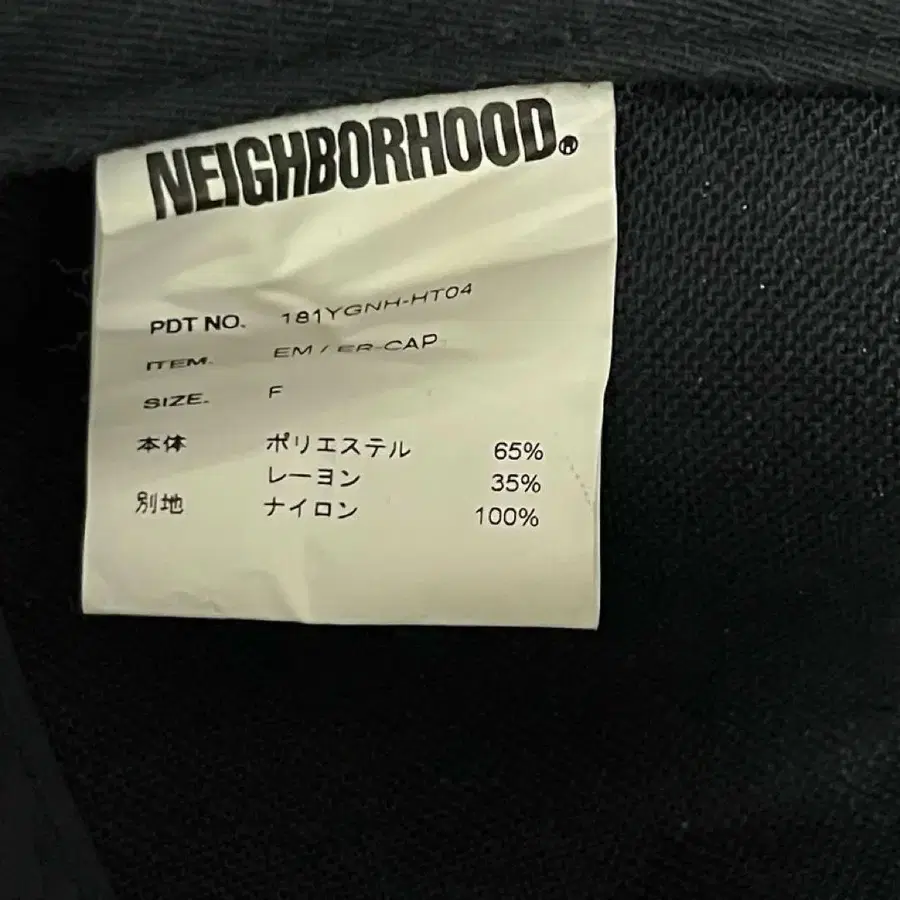 NEIGHBORHOOD®
PDT NO. 181YGNH-HT04
ITEM. EM / ER-CAP
SIZE. F
本体 ポリエステル 65%
レーヨン 35%
別地 ナイロン 100%